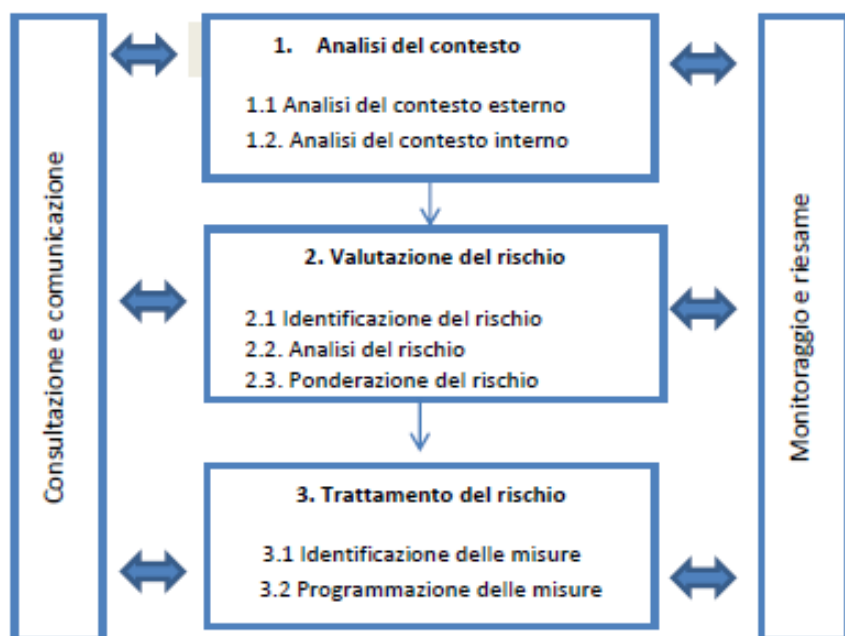 Consultazione e comunicazione
1. Analisi del contesto
1.1 Analisi del contesto esterno
1.2. Analisi del contesto interno
2. Valutazione del rischio
2.1 Identificazione del rischio
2.2. Analisi del rischio
2.3. Ponderazione del rischio
3. Trattamento del rischio
3.1 Identificazione delle misure
3.2 Programmazione delle misure
Monitoraggio e riesame